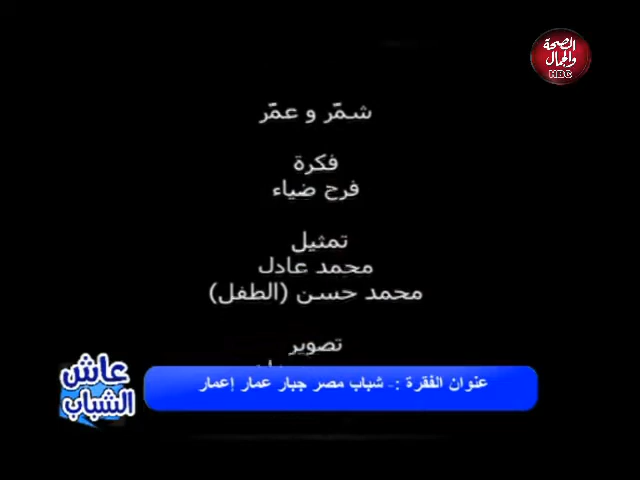 الصحة
والجمال
HBC
شمّر و عمّر
فكرة
فرح ضياء
تمثيل
محمد عادل
محمد حسن (الطفل)
تصوير
عاش
الشباب
عنوان الفقرة :- شباب مصر جبار عمار إعمار